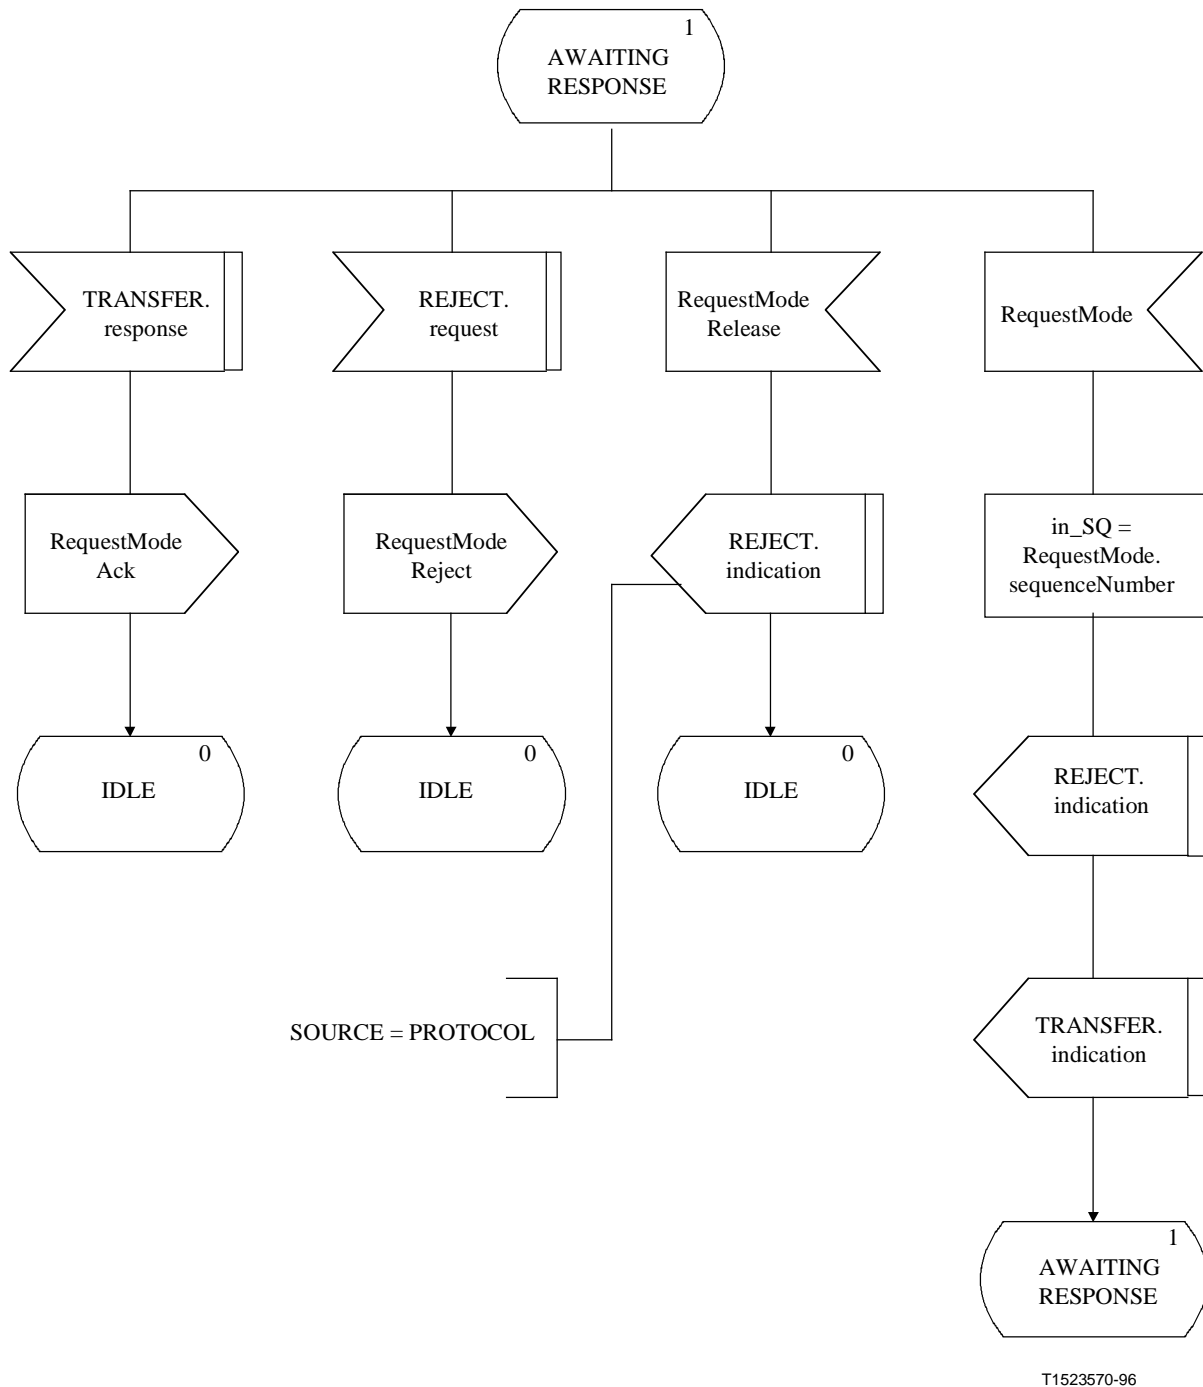 1
AWAITING
RESPONSE
TRANSFER.
response
REJECT.
request
RequestMode
Release
RequestMode
RequestMode
Ack
RequestMode
Reject
REJECT.
indication
in_SQ =
RequestMode.
sequenceNumber
0
IDLE
0
IDLE
0
IDLE
REJECT.
indication
SOURCE = PROTOCOL
TRANSFER.
indication
1
AWAITING
RESPONSE
T1523570-96